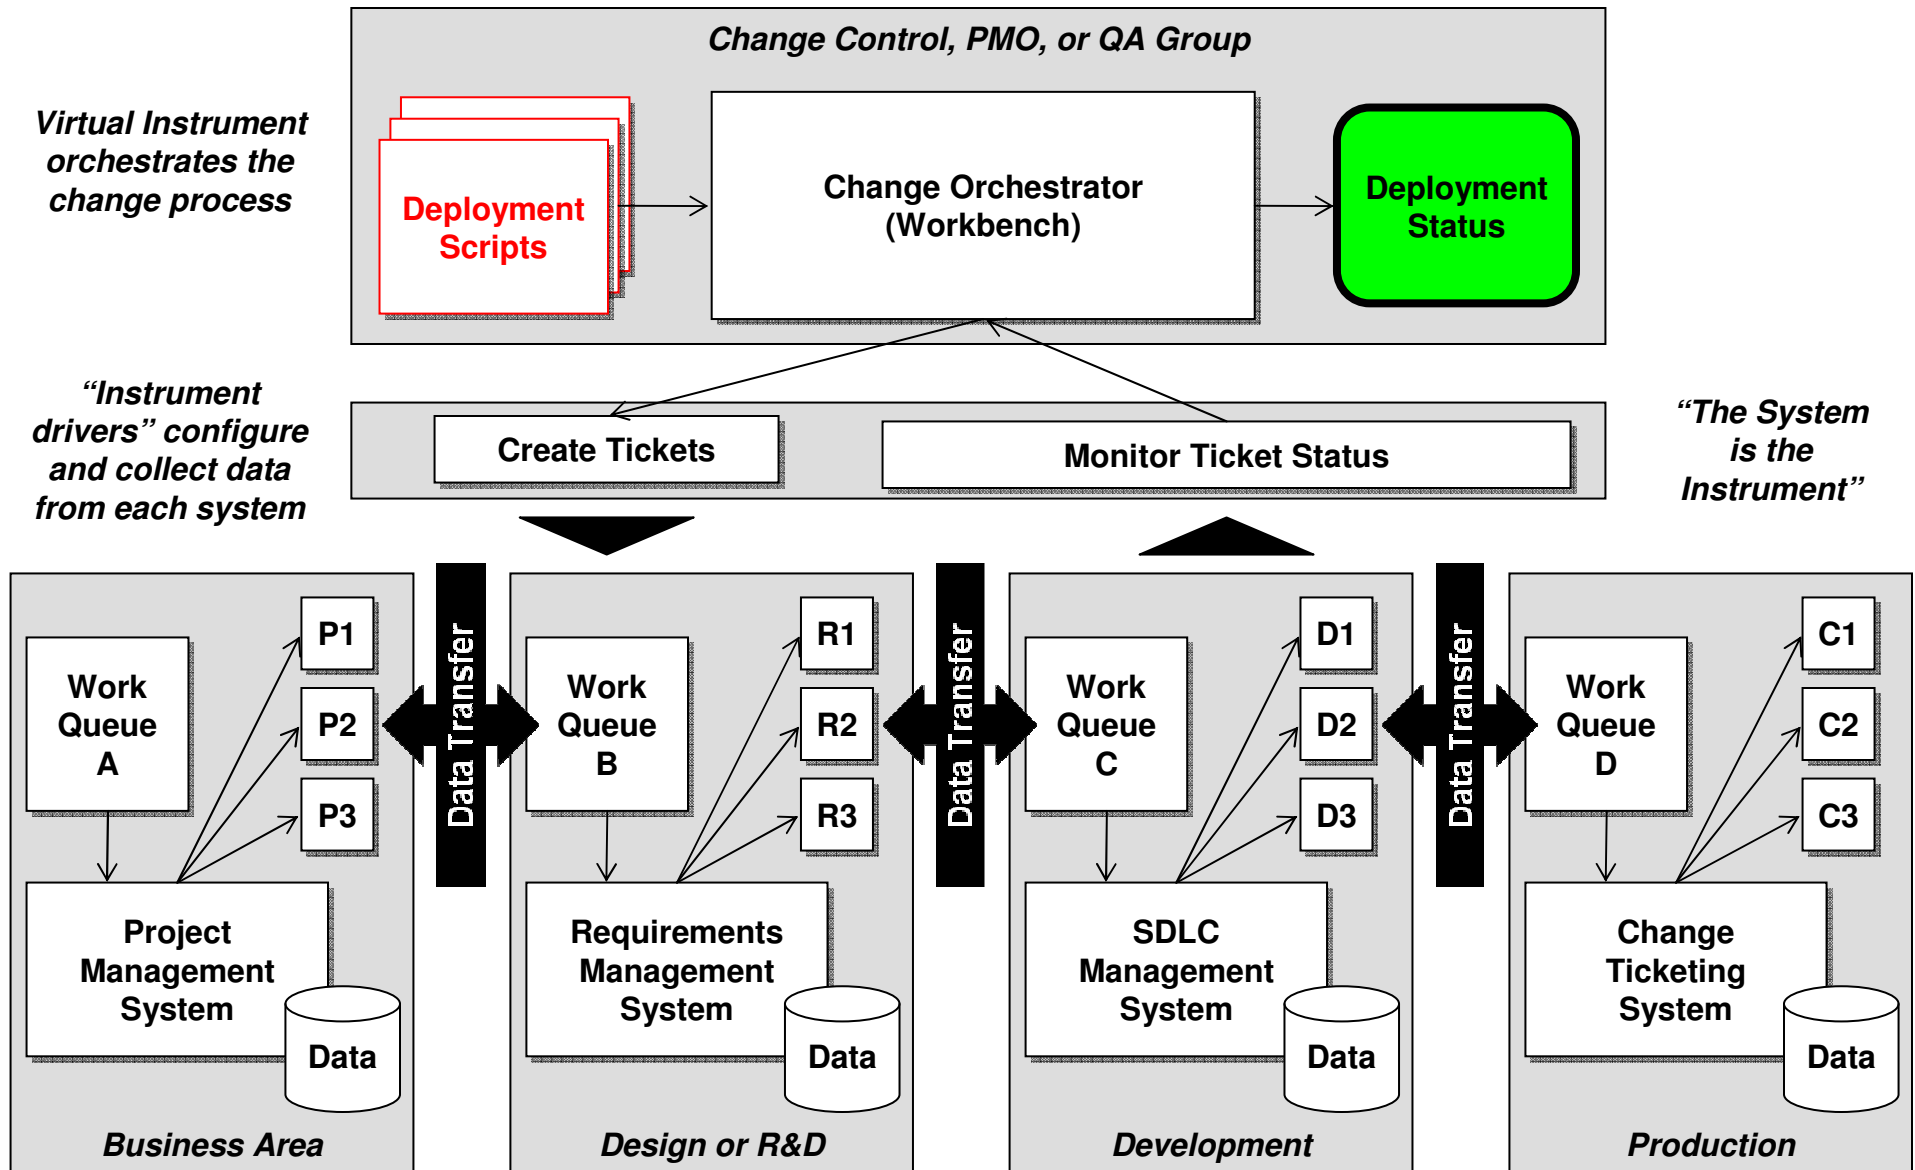 Change Control, PMO, or QA Group
Virtual Instrument
orchestrates the
change process
Deployment
Scripts
Change Orchestrator
(Workbench)
Deployment
Status
“Instrument
drivers” configure
and collect data
from each system
Create Tickets
Monitor Ticket Status
“The System
is the
Instrument”
Work
Queue
A
P1
P2
P3
Project
Management
System
Data
Business Area
Data Transfer
Work
Queue
B
R1
R2
R3
Requirements
Management
System
Data
Design or R&D
Data Transfer
Work
Queue
C
D1
D2
D3
SDLC
Management
System
Data
Development
Data Transfer
Work
Queue
D
C1
C2
C3
Change
Ticketing
System
Data
Production